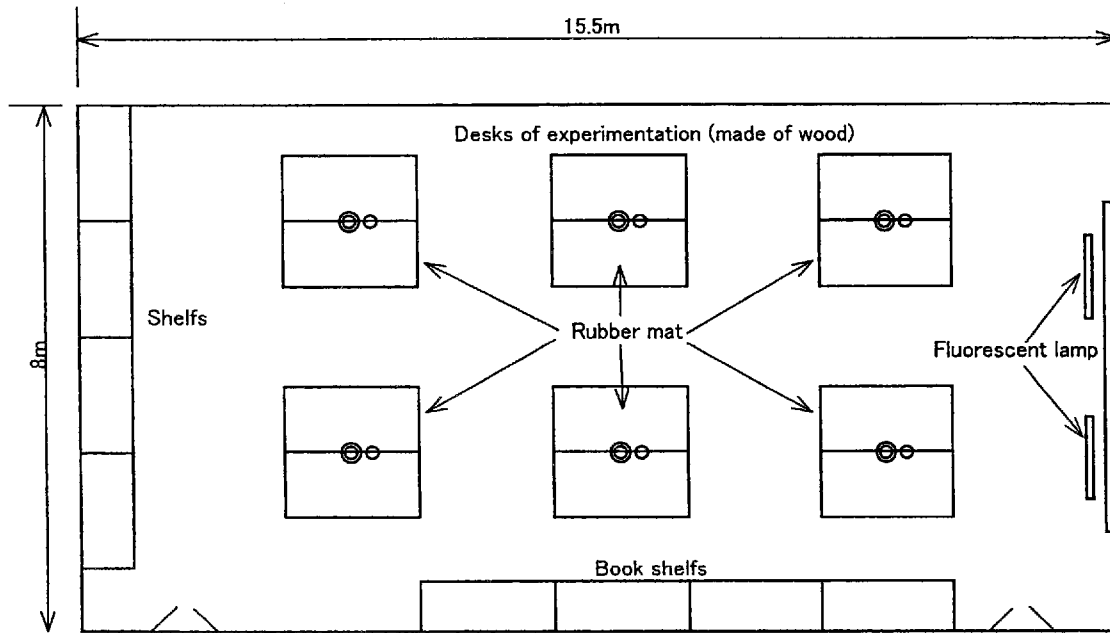 15.5m
Desks of experimentation (made of wood)
Shelfs
8m
Rubber mat
Fluorescent lamp
Book shelfs